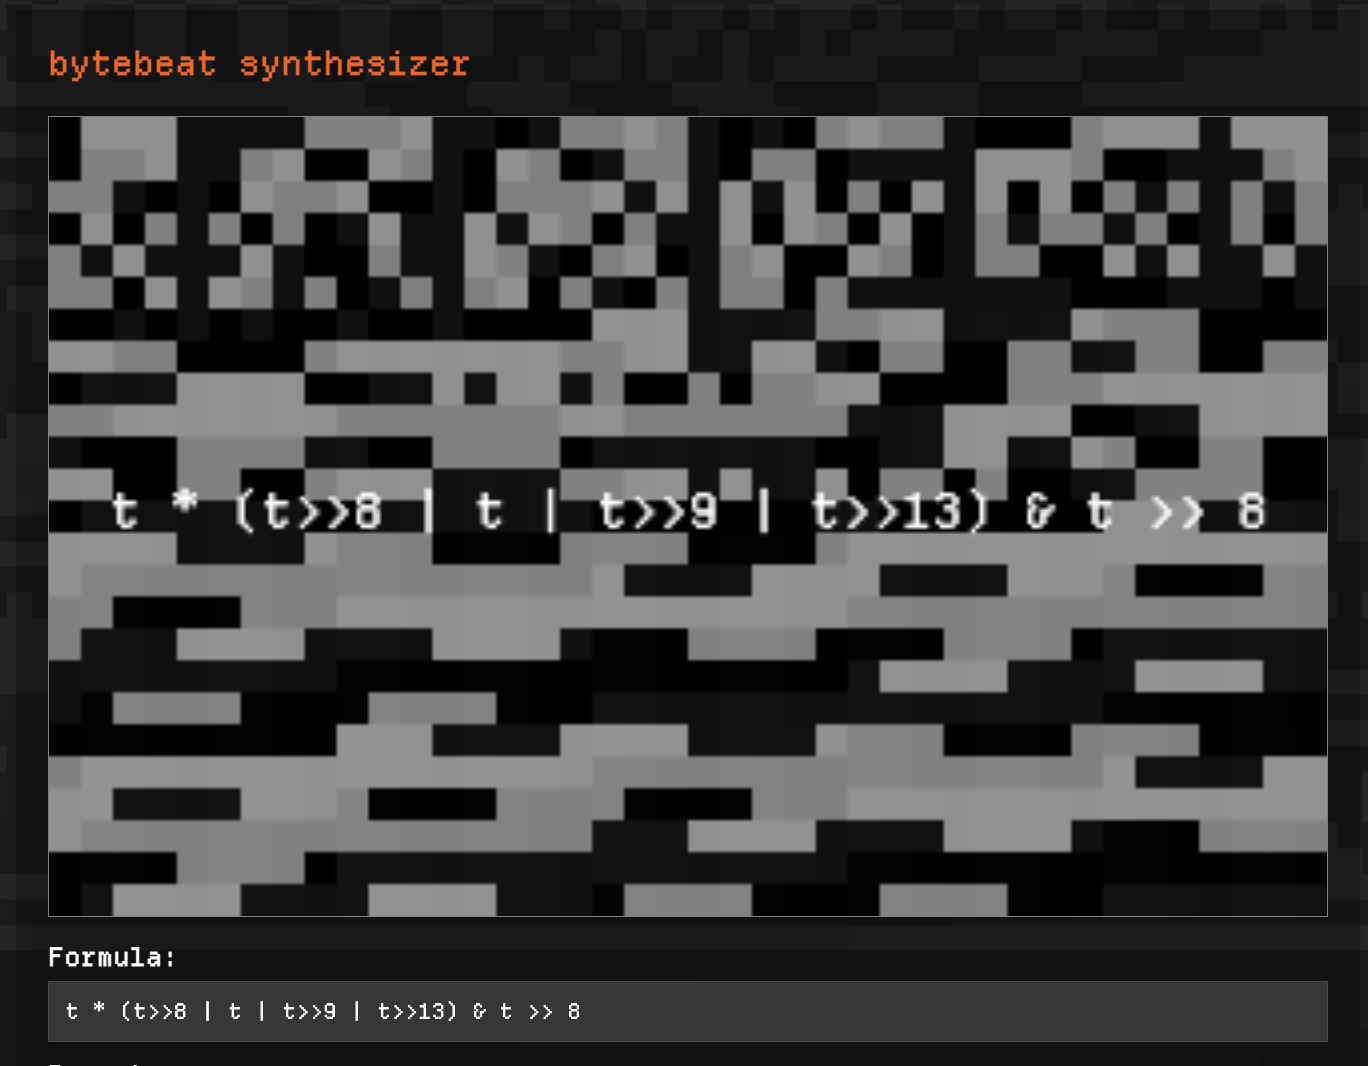 bytebeat synthesizer
t * (t>>8 | t | t>>9 | t>>13) & t >> 8
Formula:
t * (t>>8 | t | t>>9 | t>>13) & t >> 8